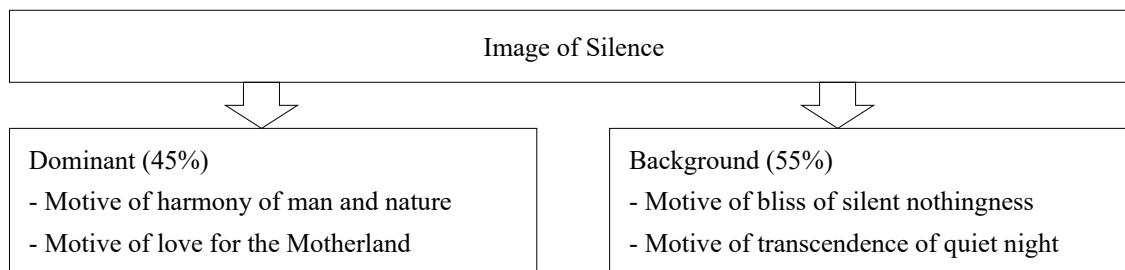 Image of Silence
Dominant (45%)
- Motive of harmony of man and nature
- Motive of love for the Motherland
Background (55%)
- Motive of bliss of silent nothingness
- Motive of transcendence of quiet night